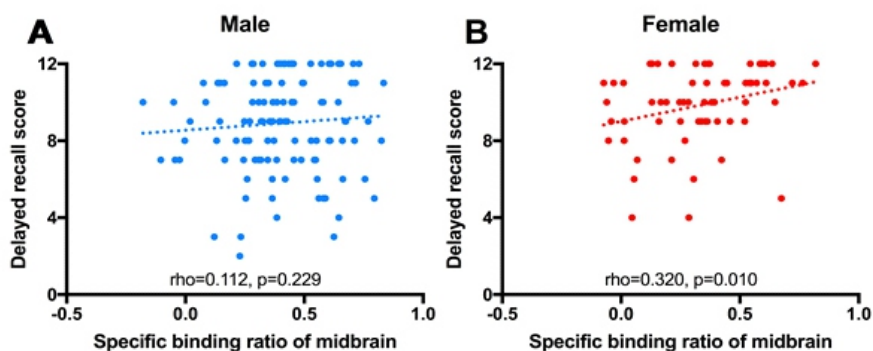 A
Male
Delayed recall score
12
8
4
0
rho=0.112, p=0.229
-0.5
0.0
0.5
1.0
Specific binding ratio of midbrain
B
Female
Delayed recall score
12
8
4
0
rho=0.320, p=0.010
-0.5
0.0
0.5
1.0
Specific binding ratio of midbrain